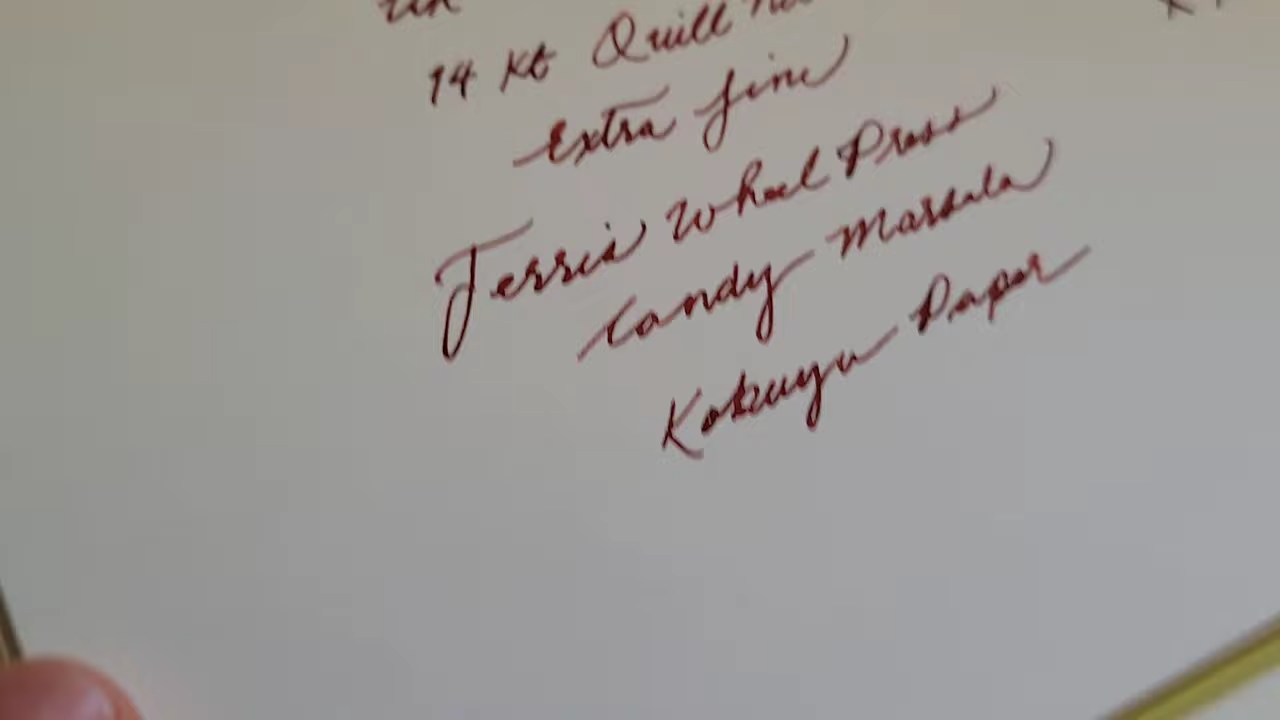 14 Kt Quill
Extra fine
Ferris Wheel Press
Candy Marsala
Kokuyo Paper